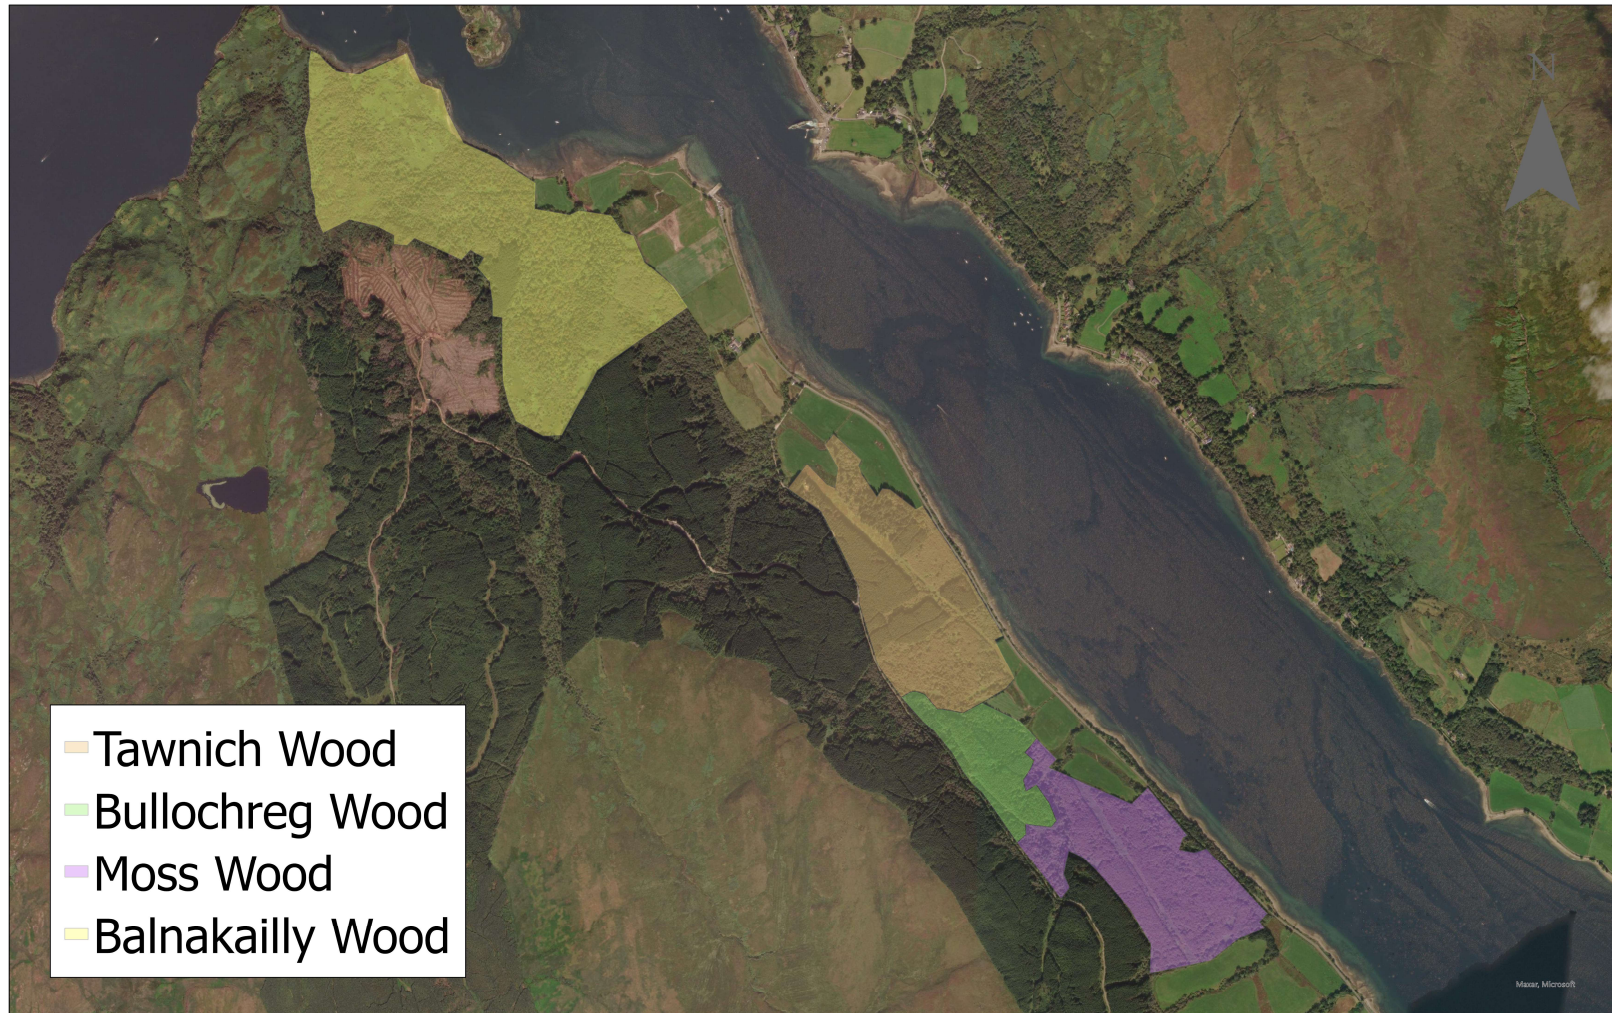 N
Tawnich Wood
Bullochreg Wood
Moss Wood
Balnakailly Wood
Maxar, Microsoft